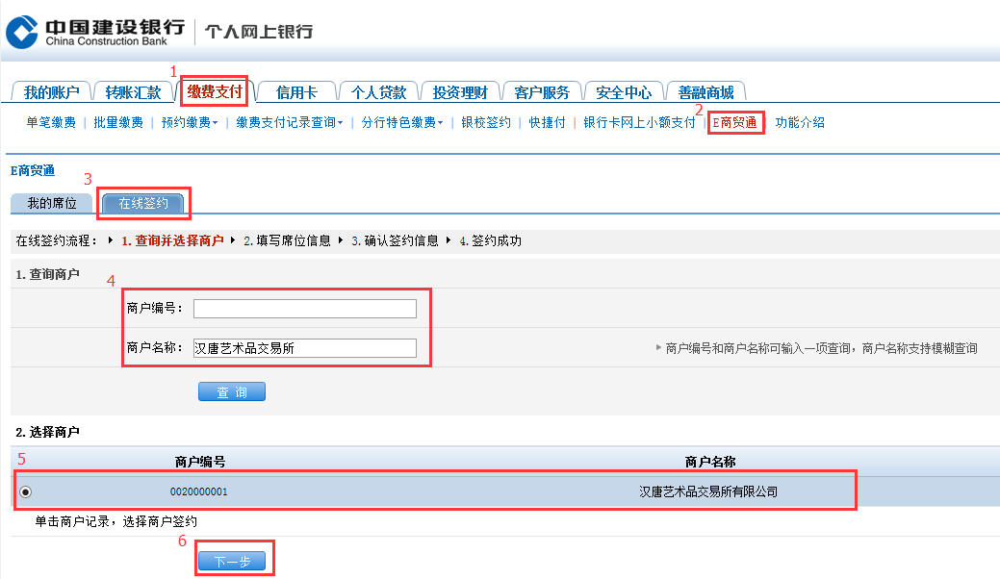 中国建设银行 个人网上银行
China Construction Bank
1
我的账户 转账汇款 缴费支付 信用卡 个人贷款 投资理财 客户服务 安全中心 善融商城
2
单笔缴费 | 批量缴费 | 预约缴费 | 缴费支付记录查询 | 分行特色缴费 | 银校签约 | 快捷付 | 银行卡网上小额支付 | E商贸通 | 功能介绍
E商贸通
3
我的席位 在线签约
在线签约流程： 1.查询并选择商户 2.填写席位信息 3.确认签约信息 4.签约成功
1.查询商户
4
商户编号：
商户名称： 汉唐艺术品交易所 商户编号和商户名称可输入一项查询，商户名称支持模糊查询
查 询
2.选择商户
5
商户编号 商户名称
0020000001 汉唐艺术品交易所有限公司
单击商户记录，选择商户签约
6
下一步